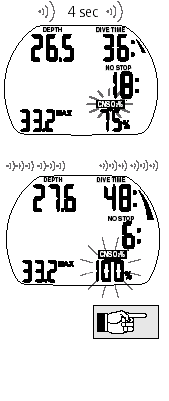 4 sec
DEPTH DIVE TIME
26.5 36:
NO STOP
18:
CNS O₂%
33.2 MAX 75%
DEPTH DIVE TIME
27.6 48:
NO STOP
6:
CNS O₂%
33.2 MAX 100%